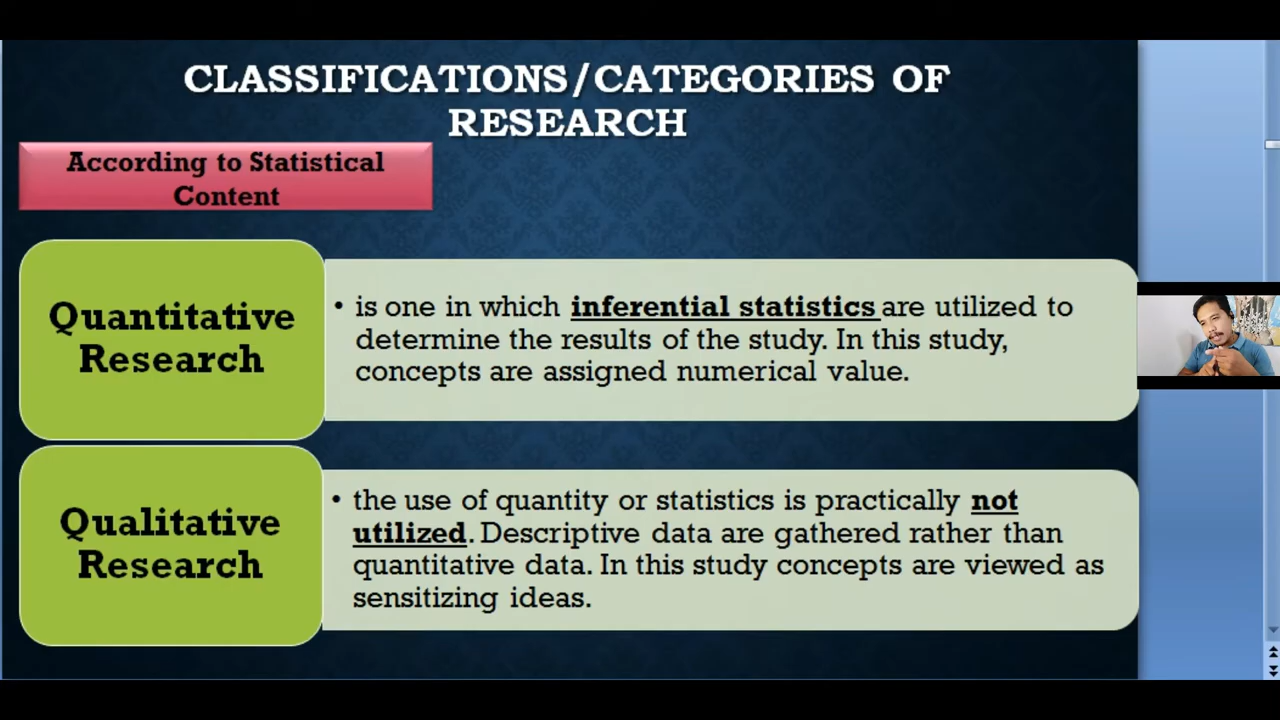 CLASSIFICATIONS/CATEGORIES OF
RESEARCH
According to Statistical
Content
Quantitative
Research
• is one in which inferential statistics are utilized to
determine the results of the study. In this study,
concepts are assigned numerical value.
Qualitative
Research
• the use of quantity or statistics is practically not
utilized. Descriptive data are gathered rather than
quantitative data. In this study concepts are viewed as
sensitizing ideas.